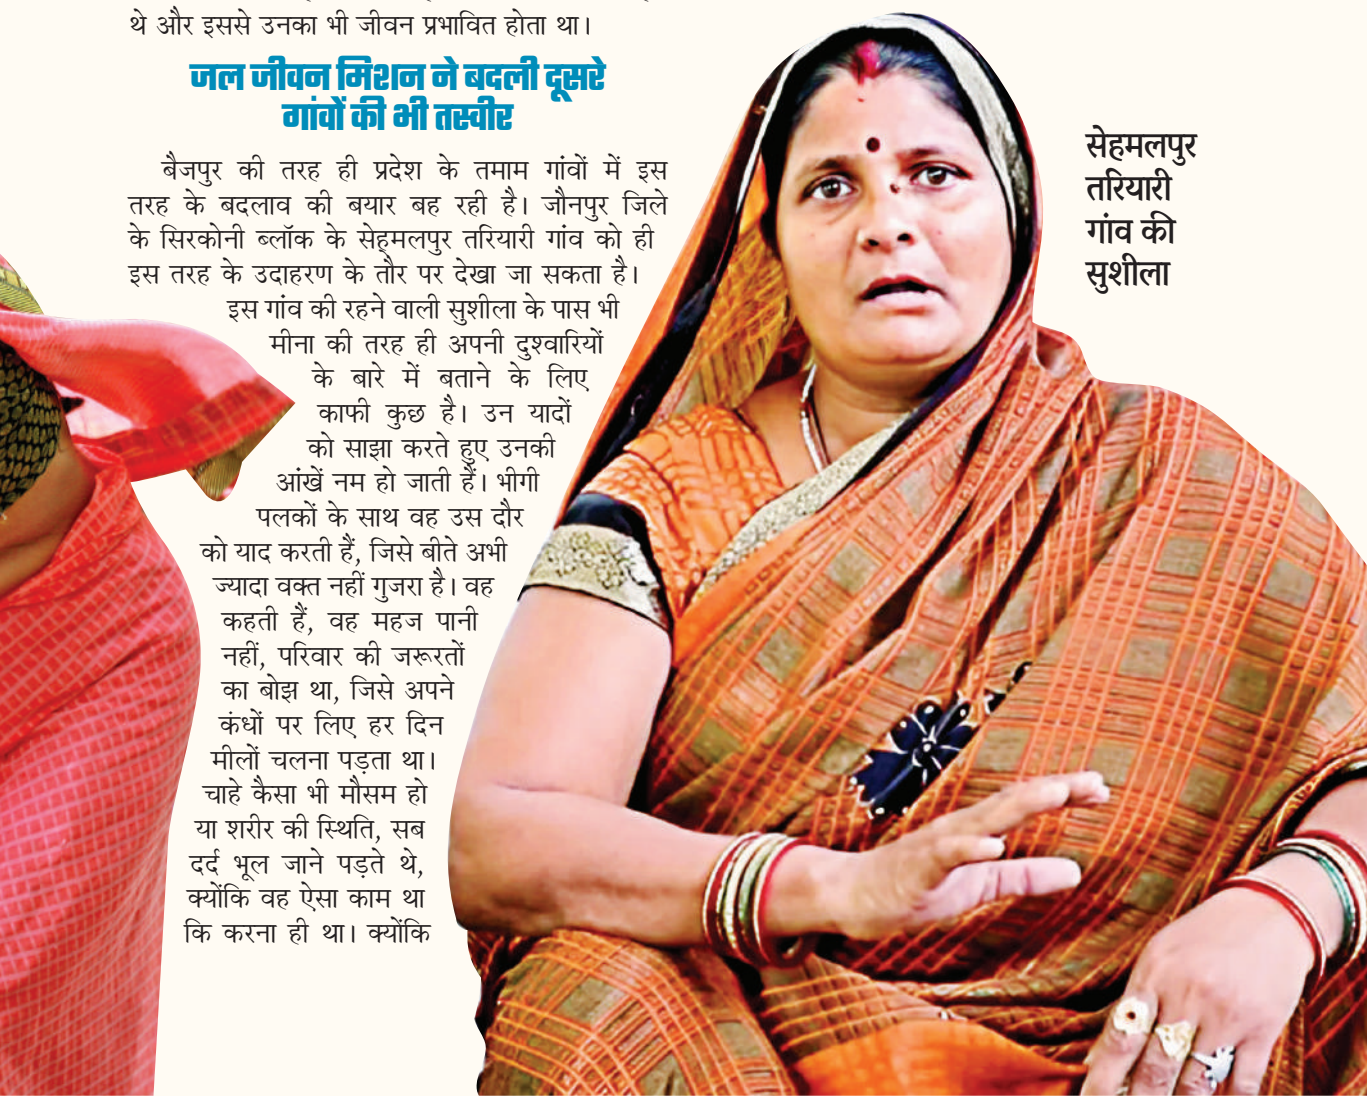 थे और इससे उनका भी जीवन प्रभावित होता था।
जल जीवन मिशन ने बदली दूसरे
गांवों की भी तस्वीर
बैजपुर की तरह ही प्रदेश के तमाम गांवों में इस
तरह के बदलाव की बयार बह रही है। जौनपुर जिले
के सिरकोनी ब्लॉक के सेहमलपुर तरियारी गांव को ही
इस तरह के उदाहरण के तौर पर देखा जा सकता है।
इस गांव की रहने वाली सुशीला के पास भी
मीना की तरह ही अपनी दुश्वारियों
के बारे में बताने के लिए
काफी कुछ है। उन यादों
को साझा करते हुए उनकी
आंखें नम हो जाती हैं। भीगी
पलकों के साथ वह उस दौर
को याद करती हैं, जिसे बीते अभी
ज्यादा वक्त नहीं गुजरा है। वह
कहती हैं, वह महज पानी
नहीं, परिवार की जरूरतों
का बोझ था, जिसे अपने
कंधों पर लिए हर दिन
मीलों चलना पड़ता था।
चाहे कैसा भी मौसम हो
या शरीर की स्थिति, सब
दर्द भूल जाने पड़ते थे,
क्योंकि वह ऐसा काम था
कि करना ही था। क्योंकि
सेहमलपुर
तरियारी
गांव की
सुशीला